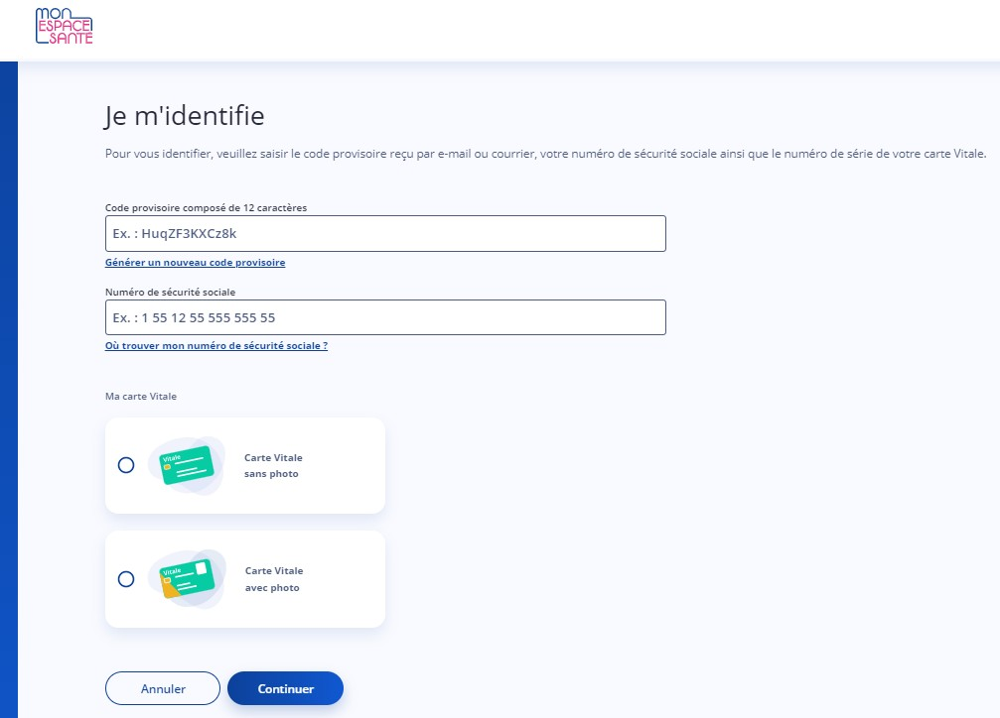 MON
ESPACE
SANTÉ
Je m'identifie
Pour vous identifier, veuillez saisir le code provisoire reçu par e-mail ou courrier, votre numéro de sécurité sociale ainsi que le numéro de série de votre carte Vitale.
Code provisoire composé de 12 caractères
Ex. : HuqZF3KXCz8k
Générer un nouveau code provisoire
Numéro de sécurité sociale
Ex. : 1 55 12 55 555 555 55
Où trouver mon numéro de sécurité sociale ?
Ma carte Vitale
Vitale
Carte Vitale
sans photo
Vitale
Carte Vitale
avec photo
Annuler
Continuer